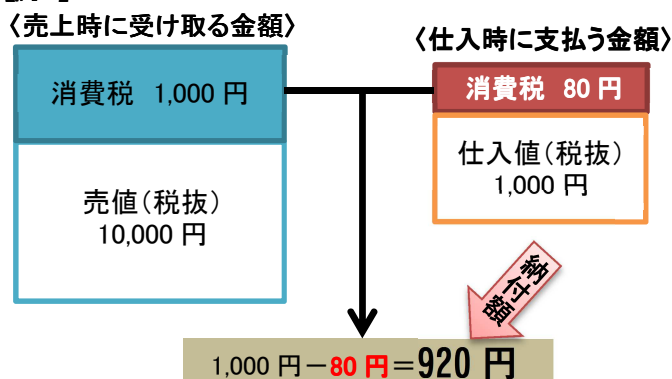 〈売上時に受け取る金額〉
〈仕入時に支払う金額〉
消費税 1,000 円
消費税 80 円
売値（税抜）
10,000 円
仕入値（税抜）
1,000 円
納付額
1,000 円－80 円＝920 円